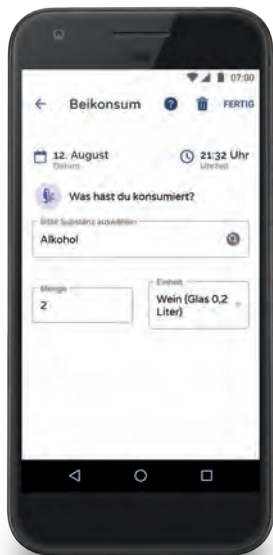 07:00
Beikonsum ? FERTIG
12. August 21:32 Uhr
Datum Uhrzeit
Was hast du konsumiert?
Bitte Substanz auswählen
Alkohol
Menge Einheit
2 Wein (Glas 0,2
Liter)